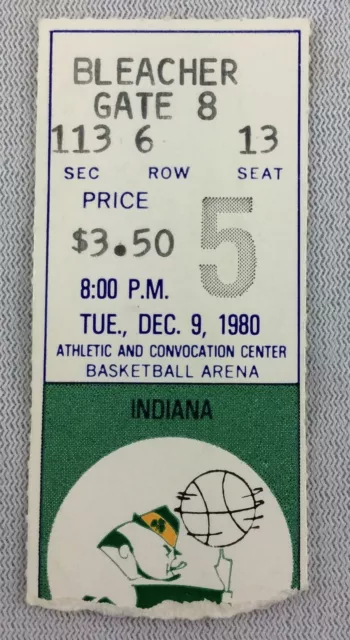 BLEACHER
GATE 8
113 6 13
SEC ROW SEAT
PRICE
$3.50
5
8:00 P.M.
TUE., DEC. 9, 1980
ATHLETIC AND CONVOCATION CENTER
BASKETBALL ARENA
INDIANA